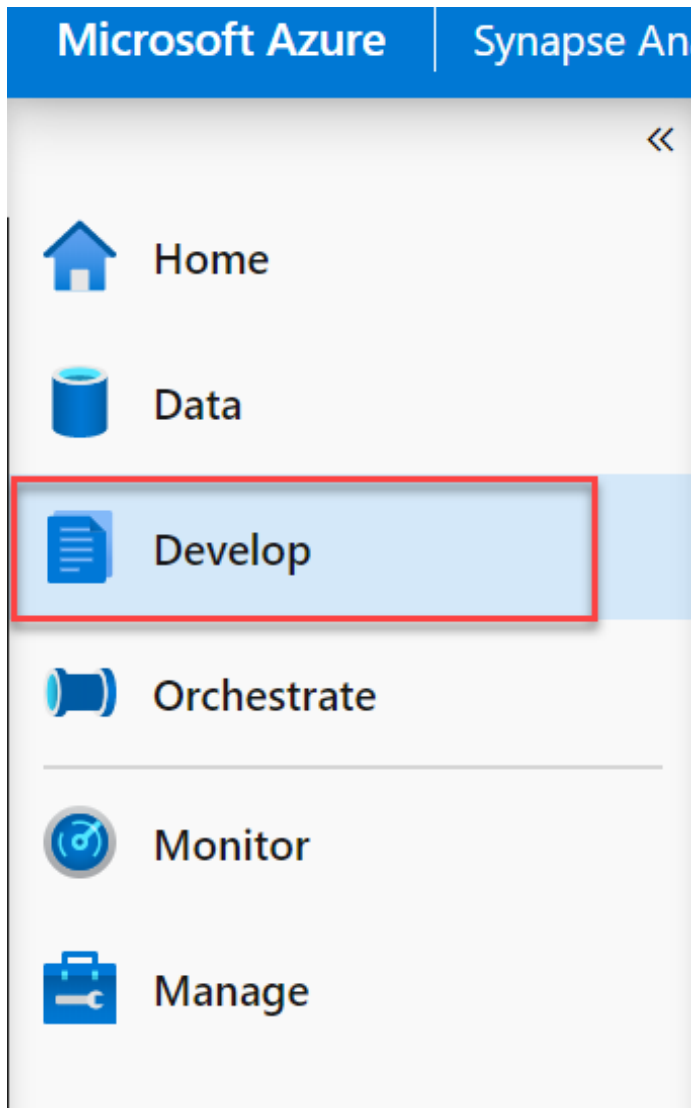 Microsoft Azure Synapse An
Home
Data
Develop
Orchestrate
Monitor
Manage